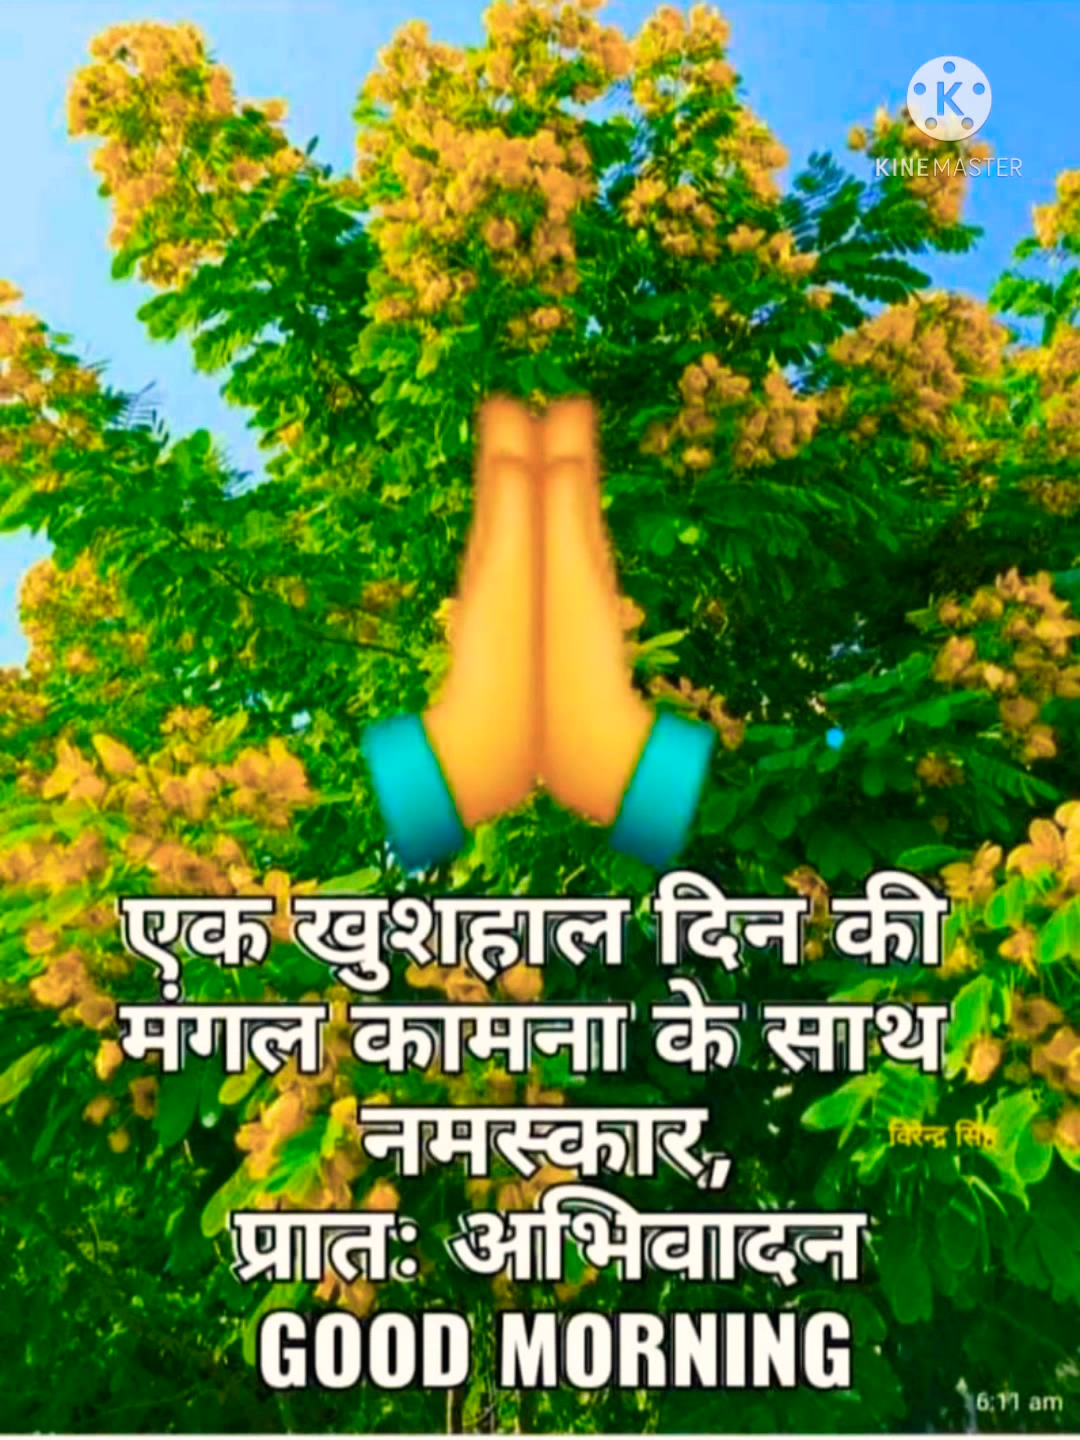 K
KINEMASTER
एक खुशहाल दिन की
मंगल कामना के साथ
नमस्कार,
विरेन्द्र सिंह
प्रातः अभिवादन
GOOD MORNING
6:11 am